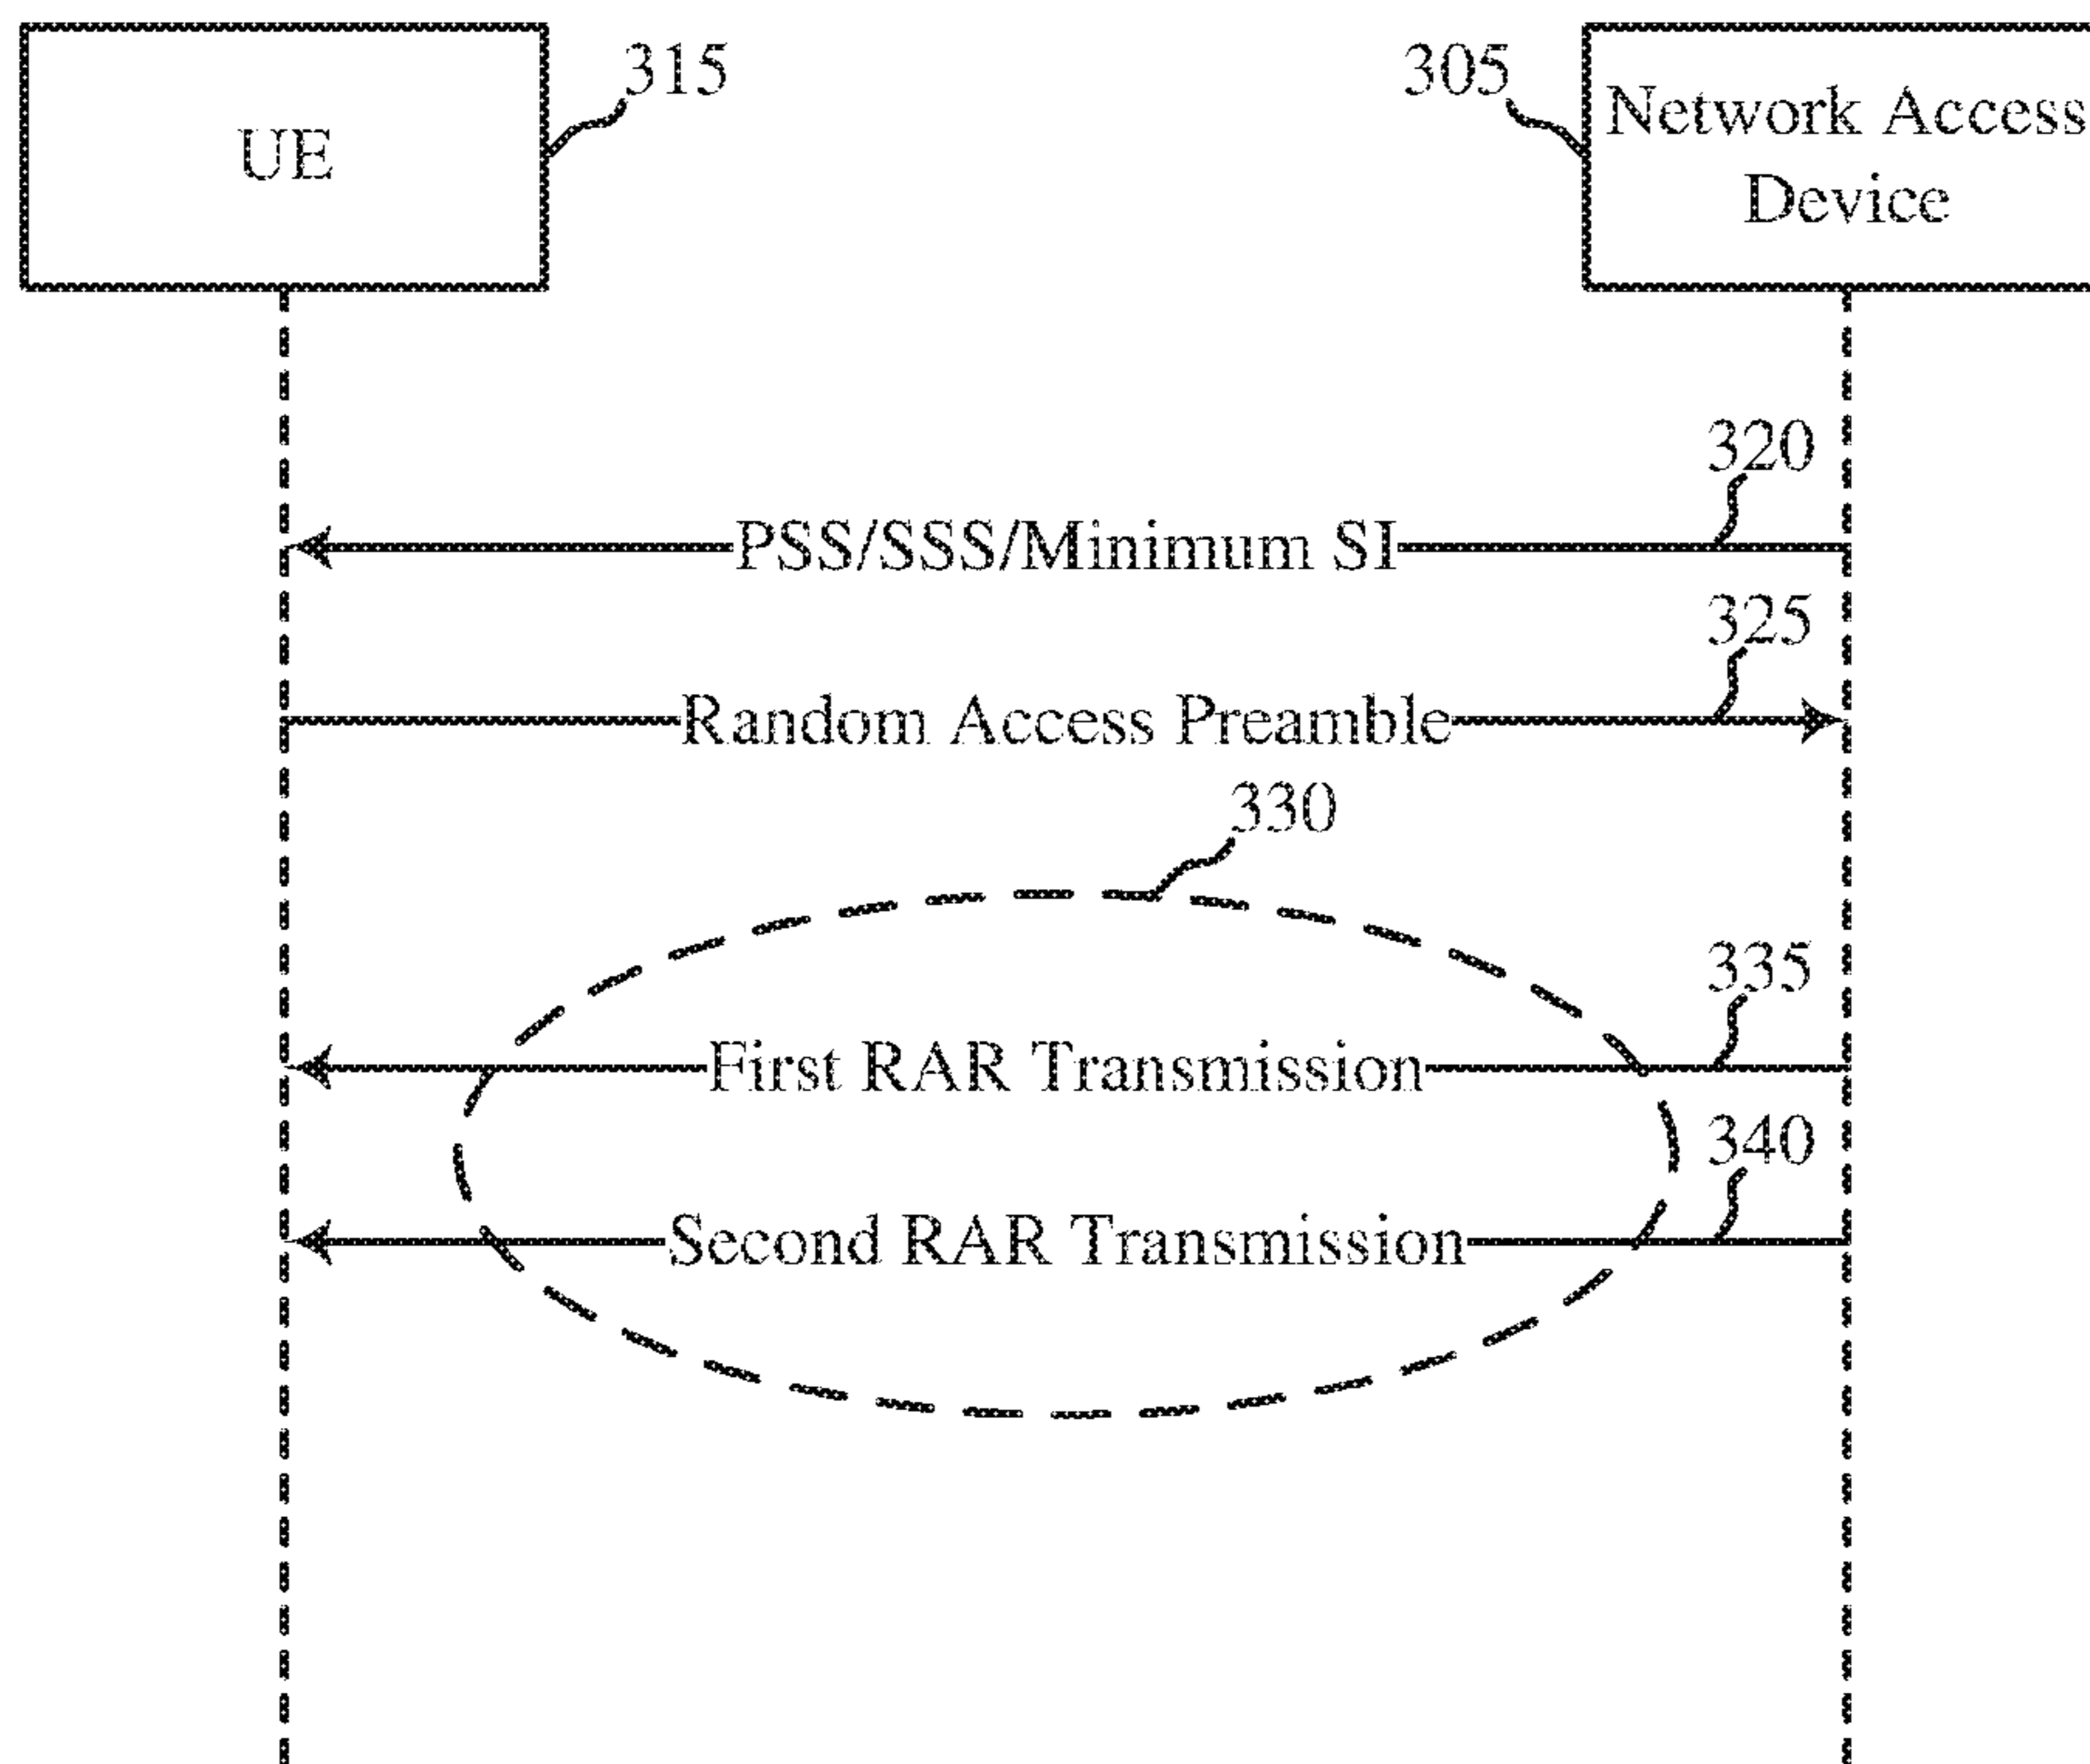 315
305
UE
Network Access
Device
320
PSS/SSS/Minimum SI
325
Random Access Preamble
330
335
First RAR Transmission
340
Second RAR Transmission